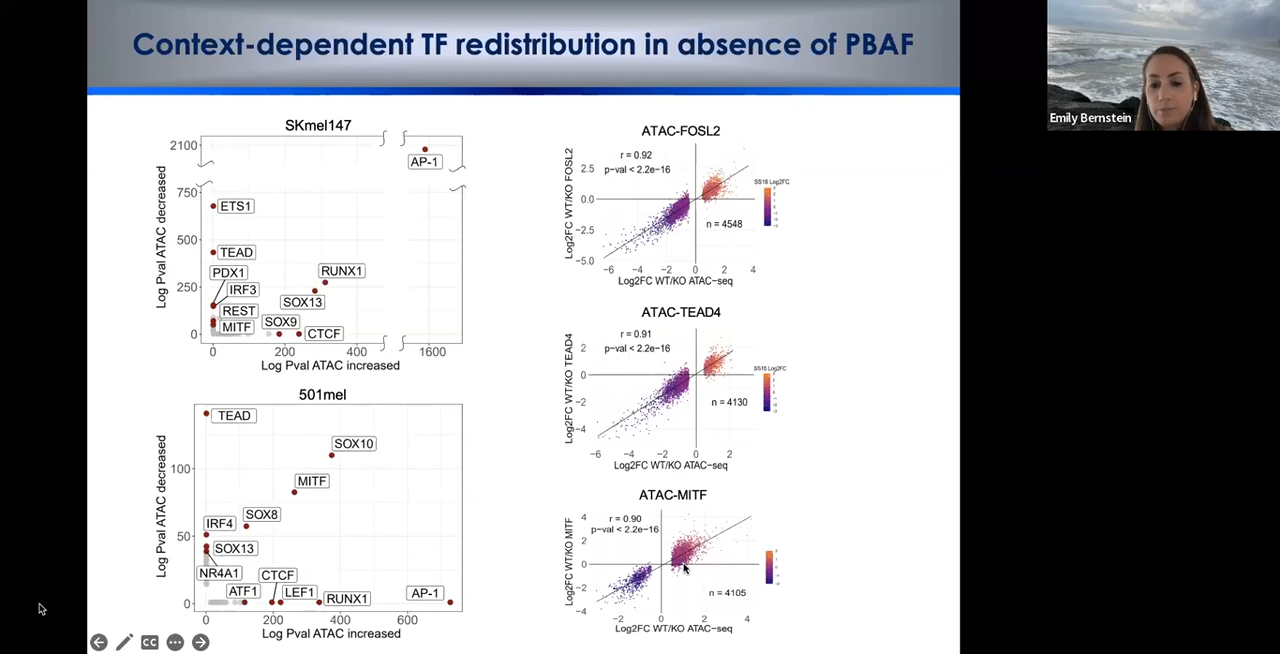 Context-dependent TF redistribution in absence of PBAF
Emily Bernstein
SKmel147
2100
AP-1
750
ETS1
500
TEAD
PDX1
RUNX1
IRF3
250
SOX13
REST
SOX9
MITF
CTCF
0
0
200
400
1600
Log Pval ATAC decreased
Log Pval ATAC increased
501mel
TEAD
SOX10
100
MITF
SOX8
IRF4
50
SOX13
NR4A1
CTCF
ATF1
LEF1
RUNX1
AP-1
0
0
200
400
600
Log Pval ATAC decreased
Log Pval ATAC increased
CC
ATAC-FOSL2
r = 0.92
p-val < 2.2e-16
2.5
0.0
-2.5
-5.0
n = 4548
SS18 Log2FC
-6 -4 -2 0 2 4
Log2FC WT/KO FOSL2
Log2FC WT/KO ATAC-seq
ATAC-TEAD4
r = 0.91
p-val < 2.2e-16
2
0
-2
-4
n = 4130
SS18 Log2FC
-6 -4 -2 0 2
Log2FC WT/KO TEAD4
Log2FC WT/KO ATAC-seq
ATAC-MITF
r = 0.90
p-val < 2.2e-16
4
2
0
-2
-4
n = 4105
-2 0 2 4
Log2FC WT/KO MITF
Log2FC WT/KO ATAC-seq